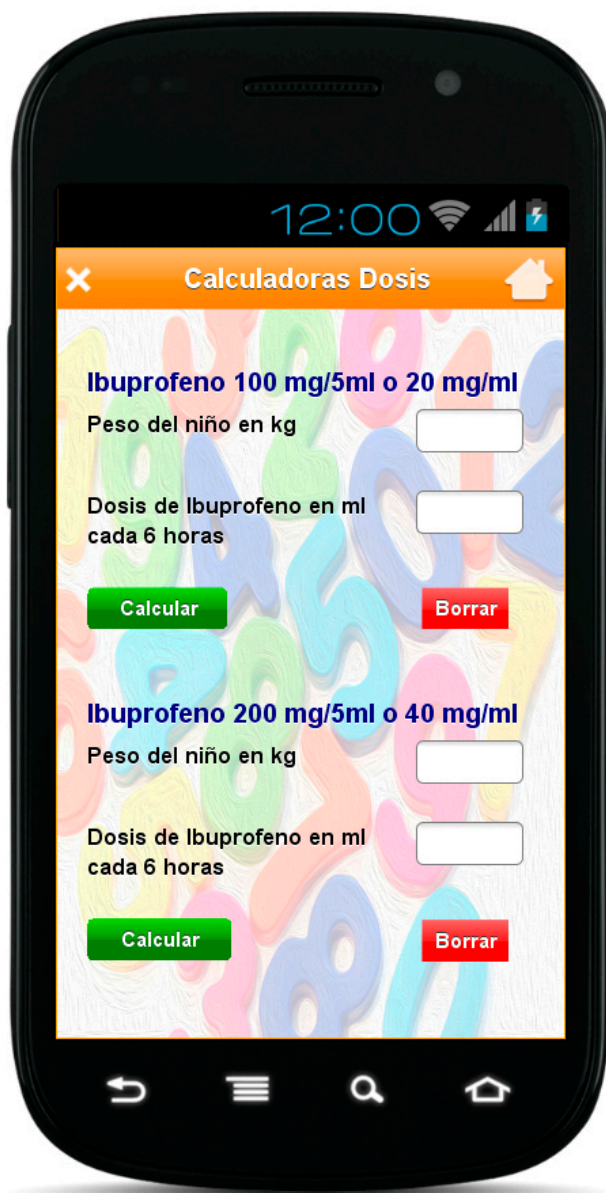 12:00
Calculadoras Dosis
Ibuprofeno 100 mg/5ml o 20 mg/ml
Peso del niño en kg
Dosis de Ibuprofeno en ml
cada 6 horas
Calcular
Borrar
Ibuprofeno 200 mg/5ml o 40 mg/ml
Peso del niño en kg
Dosis de Ibuprofeno en ml
cada 6 horas
Calcular
Borrar